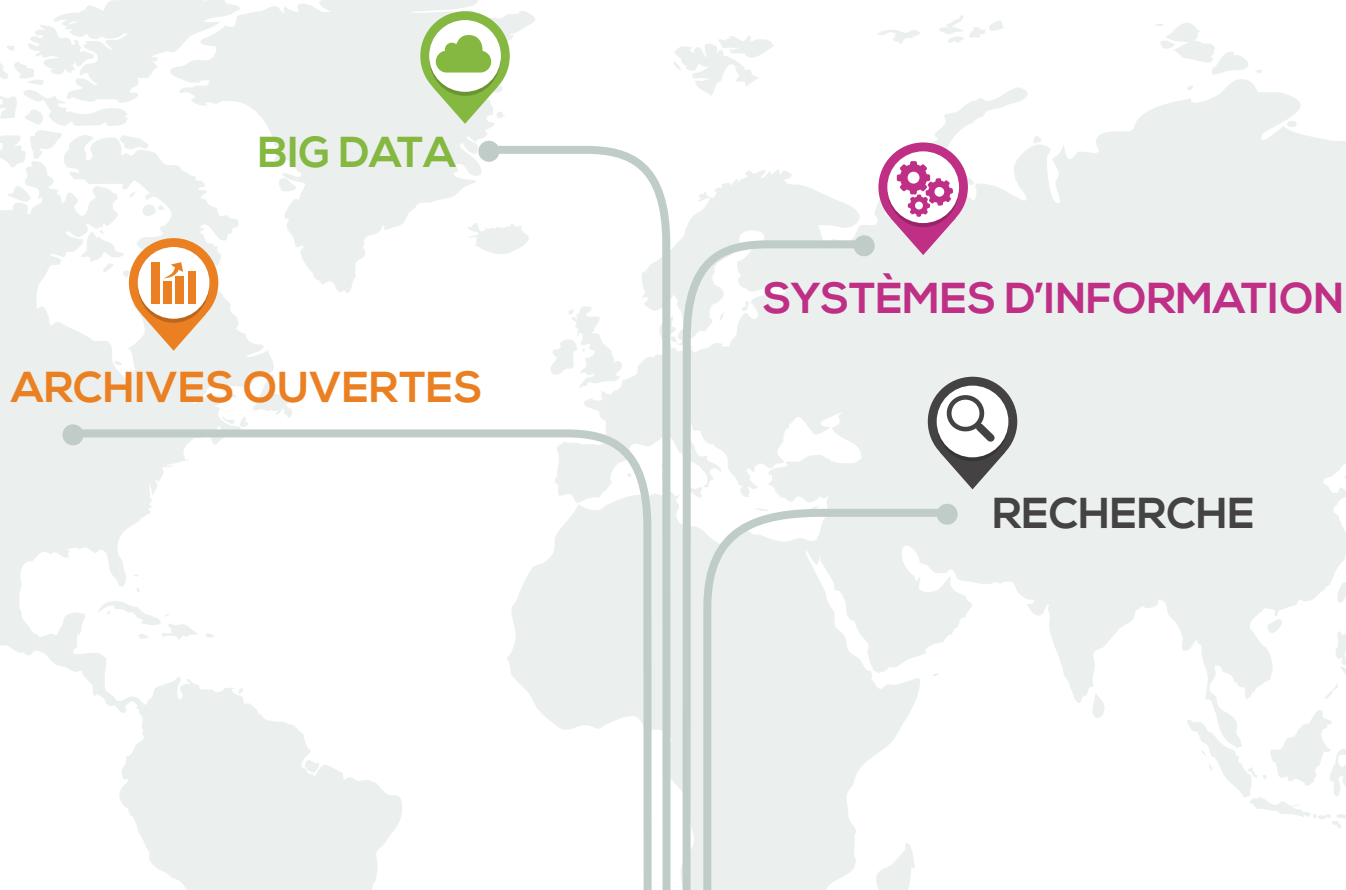 BIG DATA
SYSTÈMES D'INFORMATION
ARCHIVES OUVERTES
RECHERCHE